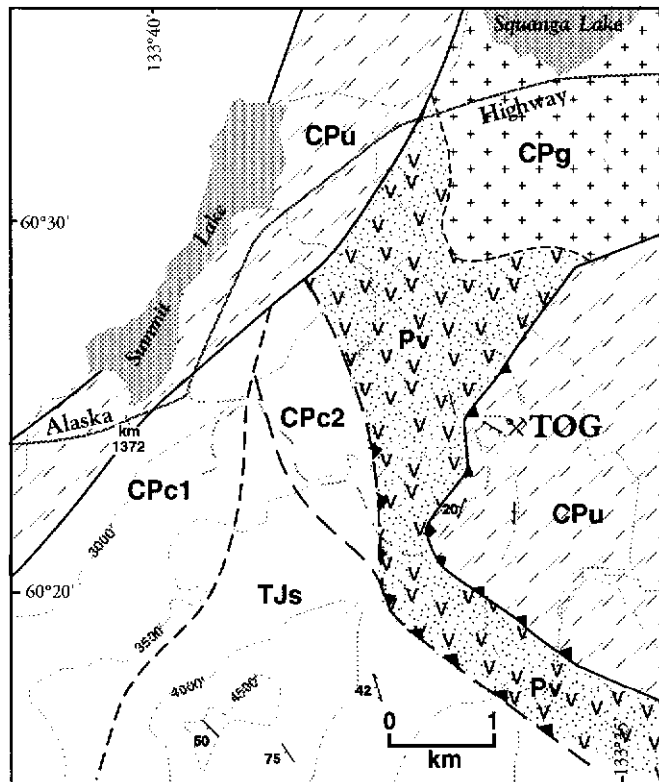 133°40'
Squanga Lake
CPu
Highway
CPg
60°30'
Lake
Pv
Summit
CPc2
TOG
Alaska
km
1372
CPc1
CPu
20
3000'
60°20'
TJs
3500'
4000'
4500'
42
Pv
50
75
0 1
km
133°35'